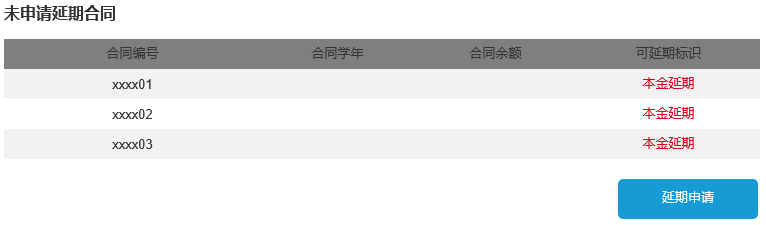 未申请延期合同
合同编号 合同学年 合同余额 可延期标识
xxxx01 本金延期
xxxx02 本金延期
xxxx03 本金延期
延期申请